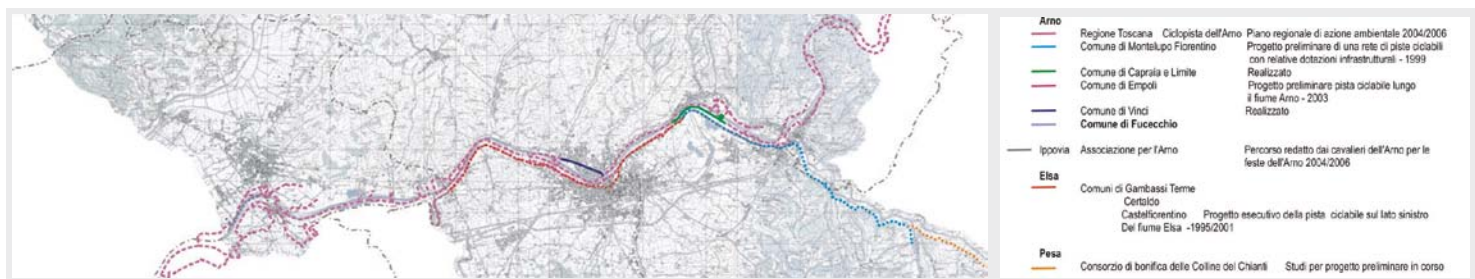 Arno
Regione Toscana Ciclopista dell'Arno Piano regionale di azione ambientale 2004/2006
Comune di Montelupo Fiorentino Progetto preliminare di una rete di piste ciclabili
con relative dotazioni infrastrutturali - 1999
Comune di Capraia e Limite Realizzato
Comune di Empoli Progetto preliminare pista ciclabile lungo
il fiume Arno - 2003
Comune di Vinci Realizzato
Comune di Fucecchio
Ippovia Associazione per l'Arno Percorso redatto dai cavalieri dell'Arno per le
feste dell'Arno 2004/2006
Elsa
Comuni di Gambassi Terme
Certaldo
Castelfiorentino Progetto esecutivo della pista ciclabile sul lato sinistro
Del fiume Elsa -1995/2001
Pesa
Consorzio di bonifica delle Colline del Chianti Studi per progetto preliminare in corso